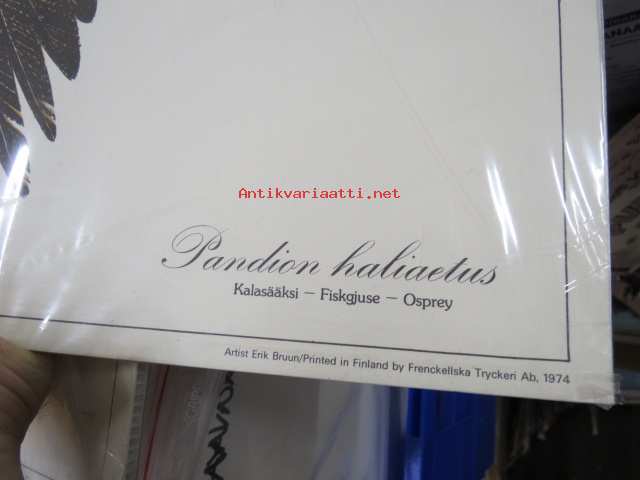 Antikvariaatti.net
Pandion haliaetus
Kalasääksi – Fiskgjuse – Osprey
Artist Erik Bruun/Printed in Finland by Frenckellska Tryckeri Ab, 1974